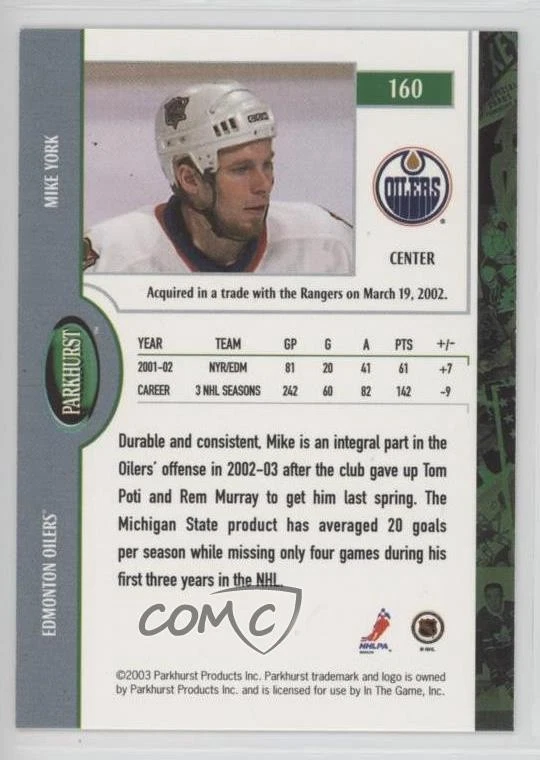 160
OILERS
CENTER
MIKE YORK
Acquired in a trade with the Rangers on March 19, 2002.
PARKHURST
YEAR TEAM GP G A PTS +/-
2001-02 NYR/EDM 81 20 41 61 +7
CAREER 3 NHL SEASONS 242 60 82 142 -9
Durable and consistent, Mike is an integral part in the
Oilers' offense in 2002-03 after the club gave up Tom
Poti and Rem Murray to get him last spring. The
Michigan State product has averaged 20 goals
per season while missing only four games during his
first three years in the NHL.
EDMONTON OILERS
COMC
NHLPA
©2003 Parkhurst Products Inc. Parkhurst trademark and logo is owned
by Parkhurst Products Inc. and is licensed for use by In The Game, Inc.